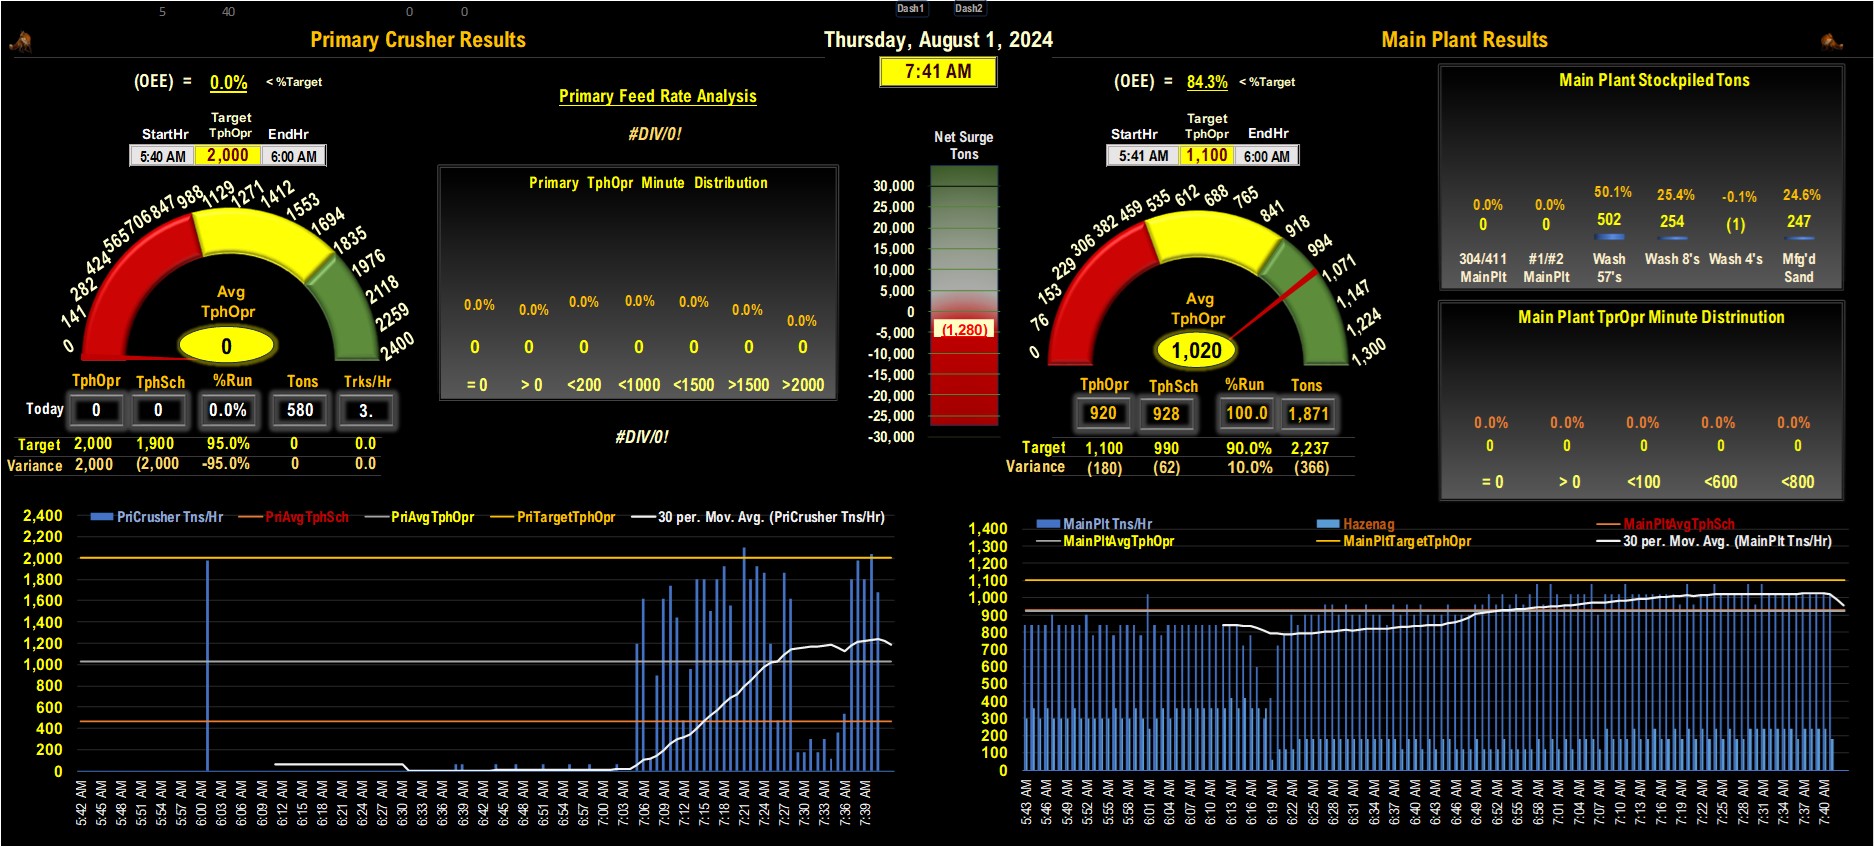 5 40 0 0 Dash1 Dash2
Primary Crusher Results
Thursday, August 1, 2024
Main Plant Results
7:41 AM
(OEE) = 0.0% < %Target
Primary Feed Rate Analysis
#DIV/0!
StartHr Target TphOpr EndHr
5:40 AM 2,000 6:00 AM
0 141 282 424 565 706 847 988 1129 1271 1412 1553 1694 1835 1976 2118 2259 2400
Avg
TphOpr
0
TphOpr TphSch %Run Tons Trks/Hr
Today 0 0 0.0% 580 3.
Target 2,000 1,900 95.0% 0 0.0
Variance 2,000 (2,000 -95.0% 0 0.0
Primary TphOpr Minute Distribution
0.0% 0.0% 0.0% 0.0% 0.0% 0.0% 0.0%
0 0 0 0 0 0 0
= 0 > 0 <200 <1000 <1500 >1500 >2000
#DIV/0!
Net Surge
Tons
30,000
25,000
20,000
15,000
10,000
5,000
0
-5,000
-10,000
-15,000
-20,000
-25,000
-30,000
(1,280)
(OEE) = 84.3% < %Target
StartHr Target TphOpr EndHr
5:41 AM 1,100 6:00 AM
0 76 153 229 306 382 459 535 612 688 765 841 918 994 1,071 1,147 1,224 1,300
Avg
TphOpr
1,020
TphOpr TphSch %Run Tons
920 928 100.0 1,871
Target 1,100 990 90.0% 2,237
Variance (180) (62) 10.0% (366)
Main Plant Stockpiled Tons
0.0% 0.0% 50.1% 25.4% -0.1% 24.6%
0 0 502 254 (1) 247
304/411 #1/#2 Wash Wash 8's Wash 4's Mfg'd
MainPlt MainPlt 57's Sand
Main Plant TprOpr Minute Distrinution
0.0% 0.0% 0.0% 0.0% 0.0%
0 0 0 0 0
= 0 > 0 <100 <600 <800
PriCrusher Tns/Hr PriAvgTphSch PriAvgTphOpr PriTargetTphOpr 30 per. Mov. Avg. (PriCrusher Tns/Hr)
2,400
2,200
2,000
1,800
1,600
1,400
1,200
1,000
800
600
400
200
0
5:42 AM 5:45 AM 5:48 AM 5:51 AM 5:54 AM 5:57 AM 6:00 AM 6:03 AM 6:06 AM 6:09 AM 6:12 AM 6:15 AM 6:18 AM 6:21 AM 6:24 AM 6:27 AM 6:30 AM 6:33 AM 6:36 AM 6:39 AM 6:42 AM 6:45 AM 6:48 AM 6:51 AM 6:54 AM 6:57 AM 7:00 AM 7:03 AM 7:06 AM 7:09 AM 7:12 AM 7:15 AM 7:18 AM 7:21 AM 7:24 AM 7:27 AM 7:30 AM 7:33 AM 7:36 AM 7:39 AM
MainPlt Tns/Hr Hazenag MainPltAvgTphSch
MainPltAvgTphOpr MainPltTargetTphOpr 30 per. Mov. Avg. (MainPlt Tns/Hr)
1,400
1,300
1,200
1,100
1,000
900
800
700
600
500
400
300
200
100
0
5:43 AM 5:46 AM 5:49 AM 5:52 AM 5:55 AM 5:58 AM 6:01 AM 6:04 AM 6:07 AM 6:10 AM 6:13 AM 6:16 AM 6:19 AM 6:22 AM 6:25 AM 6:28 AM 6:31 AM 6:34 AM 6:37 AM 6:40 AM 6:43 AM 6:46 AM 6:49 AM 6:52 AM 6:55 AM 6:58 AM 7:01 AM 7:04 AM 7:07 AM 7:10 AM 7:13 AM 7:16 AM 7:19 AM 7:22 AM 7:25 AM 7:28 AM 7:31 AM 7:34 AM 7:37 AM 7:40 AM